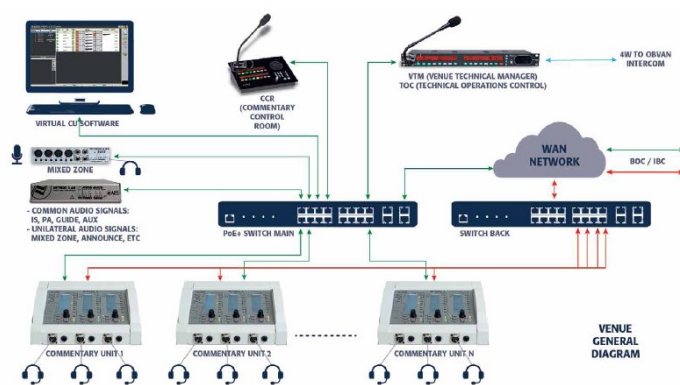 VIRTUAL CU SOFTWARE
CCR
(COMMENTARY
CONTROL
ROOM)
VTM (VENUE TECHNICAL MANAGER)
TOC (TECHNICAL OPERATIONS CONTROL)
4W TO OBVAN
INTERCOM
MIXED ZONE
WAN
NETWORK
BOC / IBC
- COMMON AUDIO SIGNALS:
IS, PA, GUIDE, AUX
- UNILATERAL AUDIO SIGNALS:
MIXED ZONE, ANNOUNCE, ETC
PoE+ SWITCH MAIN
SWITCH BACK
COMMENTARY UNIT 1
COMMENTARY UNIT 2
COMMENTARY UNIT N
VENUE
GENERAL
DIAGRAM